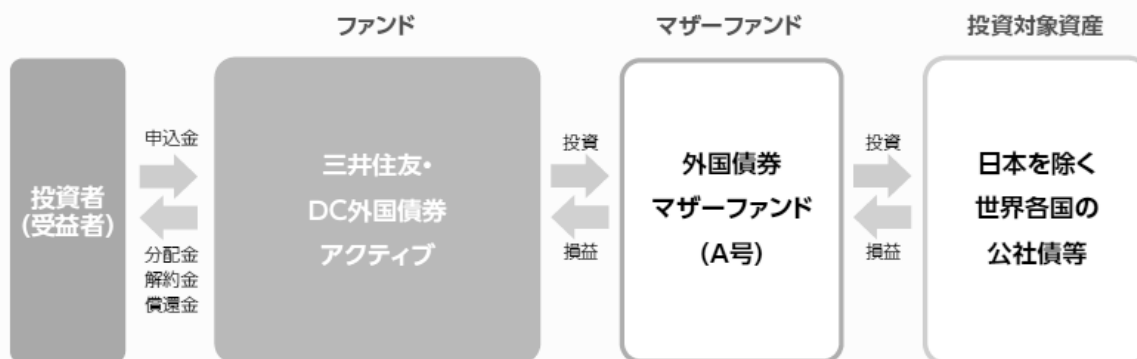 ファンド
マザーファンド
投資対象資産
投資者
(受益者)
申込金
分配金
解約金
償還金
三井住友・
DC外国債券
アクティブ
投資
損益
外国債券
マザーファンド
(A号)
投資
損益
日本を除く
世界各国の
公社債等